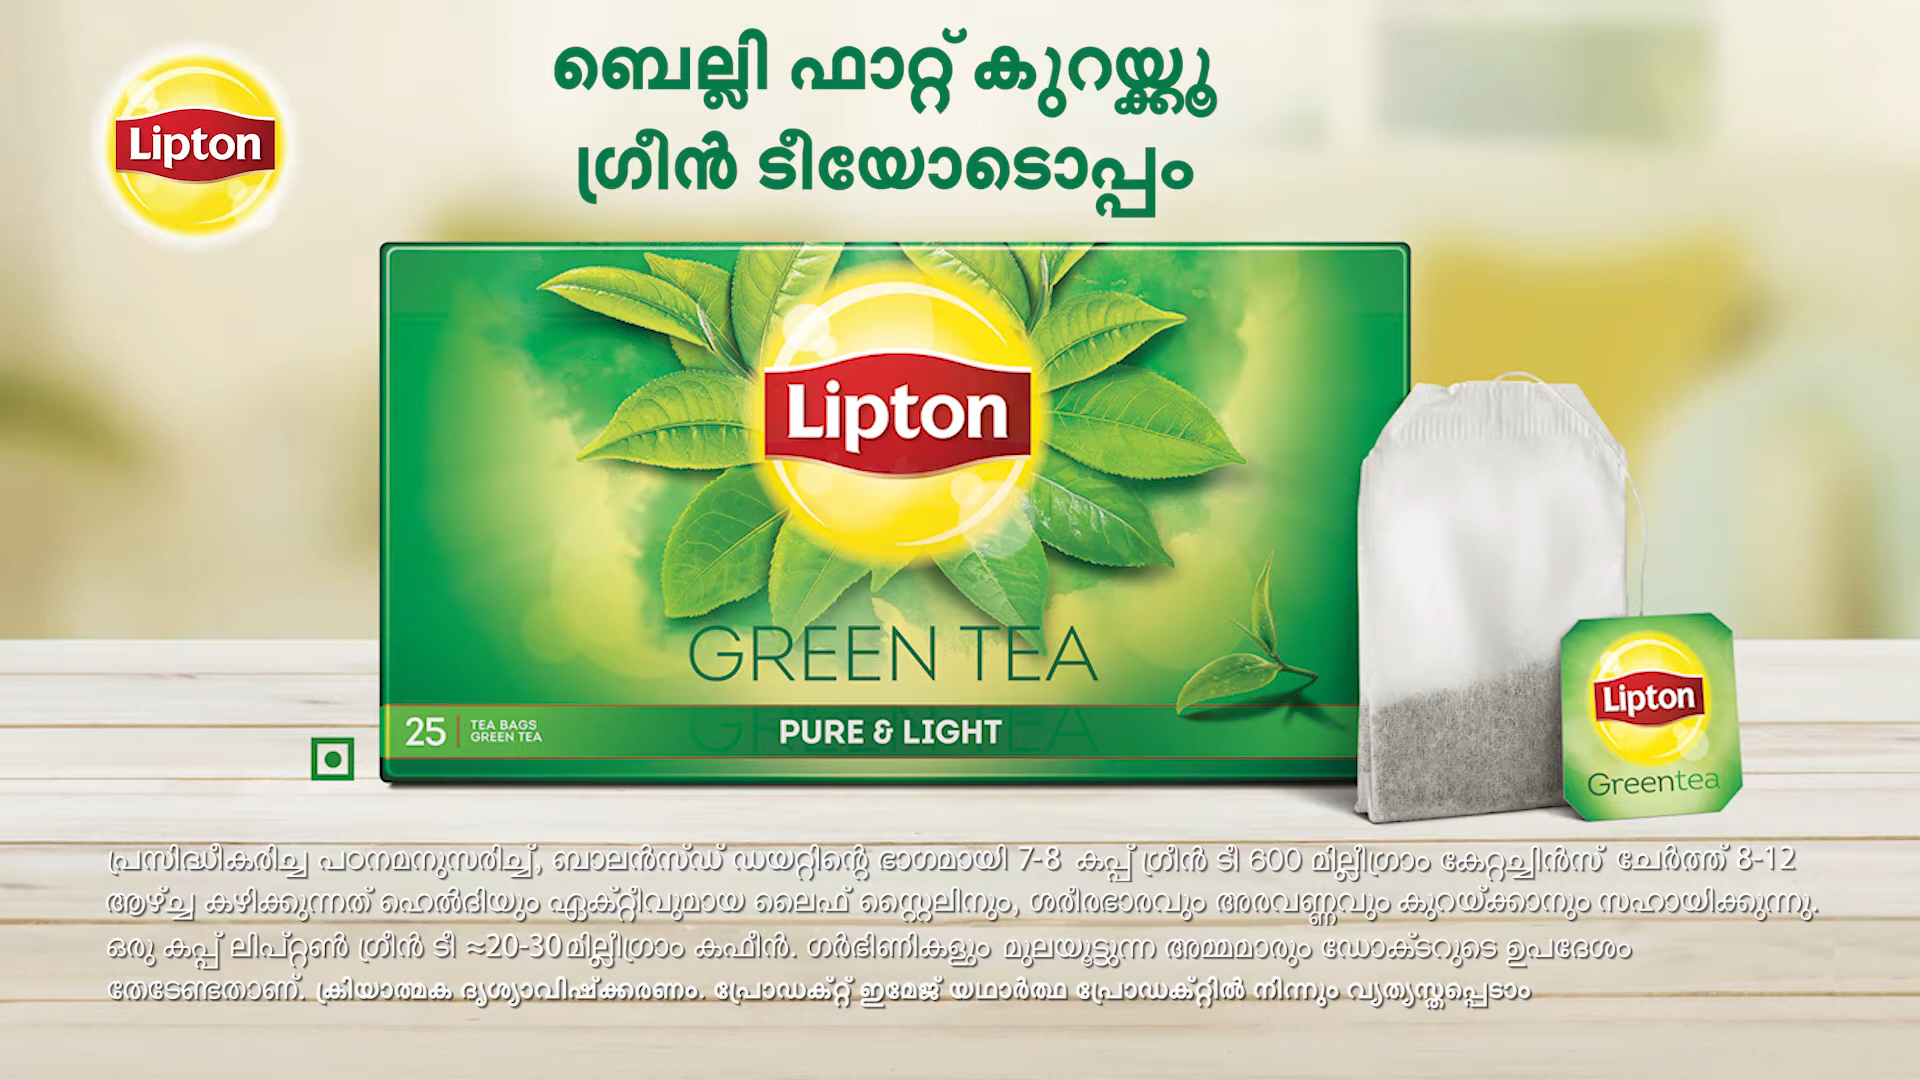 ബെല്ലി ഫാറ്റ് കുറയ്ക്കൂ
ഗ്രീൻ ടീയോടൊപ്പം
Lipton
Lipton
GREEN TEA
25 TEA BAGS
GREEN TEA
PURE & LIGHT
Lipton
Greentea
പ്രസിദ്ധീകരിച്ച പഠനമനുസരിച്ച്, ബാലൻസ്ഡ് ഡയറ്റിന്റെ ഭാഗമായി 7-8 കപ്പ് ഗ്രീൻ ടീ 600 മില്ലീഗ്രാം കേറ്റച്ചിൻസ് ചേർത്ത് 8-12
ആഴ്ച്ച കഴിക്കുന്നത് ഹെൽദിയും ഏക്റ്റീവുമായ ലൈഫ് സ്റ്റൈലിനും, ശരീരഭാരവും അരവണ്ണവും കുറയ്ക്കാനും സഹായിക്കുന്നു.
ഒരു കപ്പ് ലിപ്റ്റൺ ഗ്രീൻ ടീ ≈20-30മില്ലീഗ്രാം കഫീൻ. ഗർഭിണികളും മുലയൂട്ടുന്ന അമ്മമാരും ഡോക്ടറുടെ ഉപദേശം
തേടേണ്ടതാണ്. ക്രിയാത്മക ദൃശ്യാവിഷ്ക്കരണം. പ്രോഡക്റ്റ് ഇമേജ് യഥാർത്ഥ പ്രോഡക്റ്റിൽ നിന്നും വ്യത്യസ്തപ്പെടാം